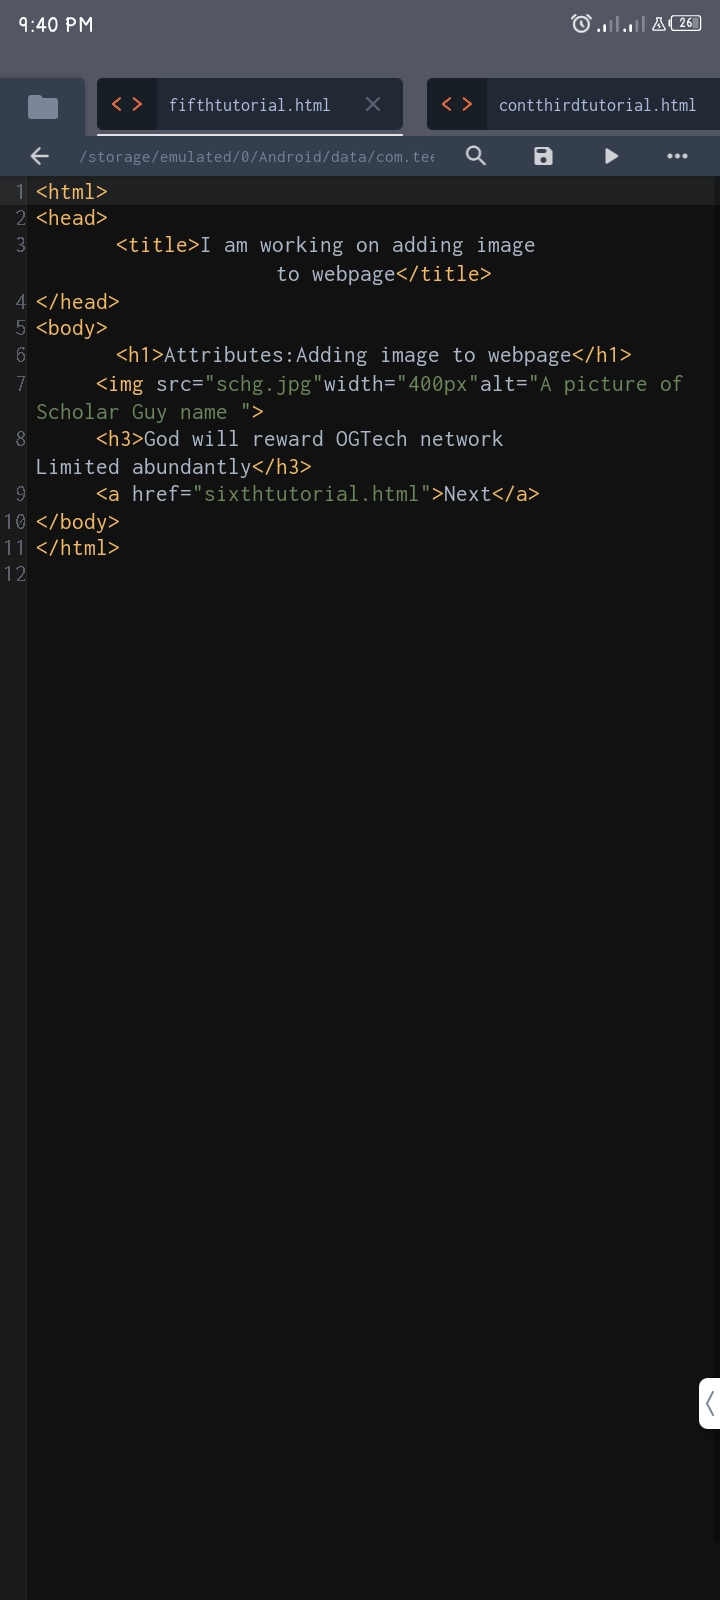 9:40 PM
26
fifthtutorial.html
contthirdtutorial.html
/storage/emulated/0/Android/data/com.tee
1 <html>
2 <head>
3 <title>I am working on adding image
to webpage</title>
4 </head>
5 <body>
6 <h1>Attributes:Adding image to webpage</h1>
7 <img src="schg.jpg"width="400px"alt="A picture of
Scholar Guy name ">
8 <h3>God will reward OGTech network
Limited abundantly</h3>
9 <a href="sixthtutorial.html">Next</a>
10 </body>
11 </html>
12